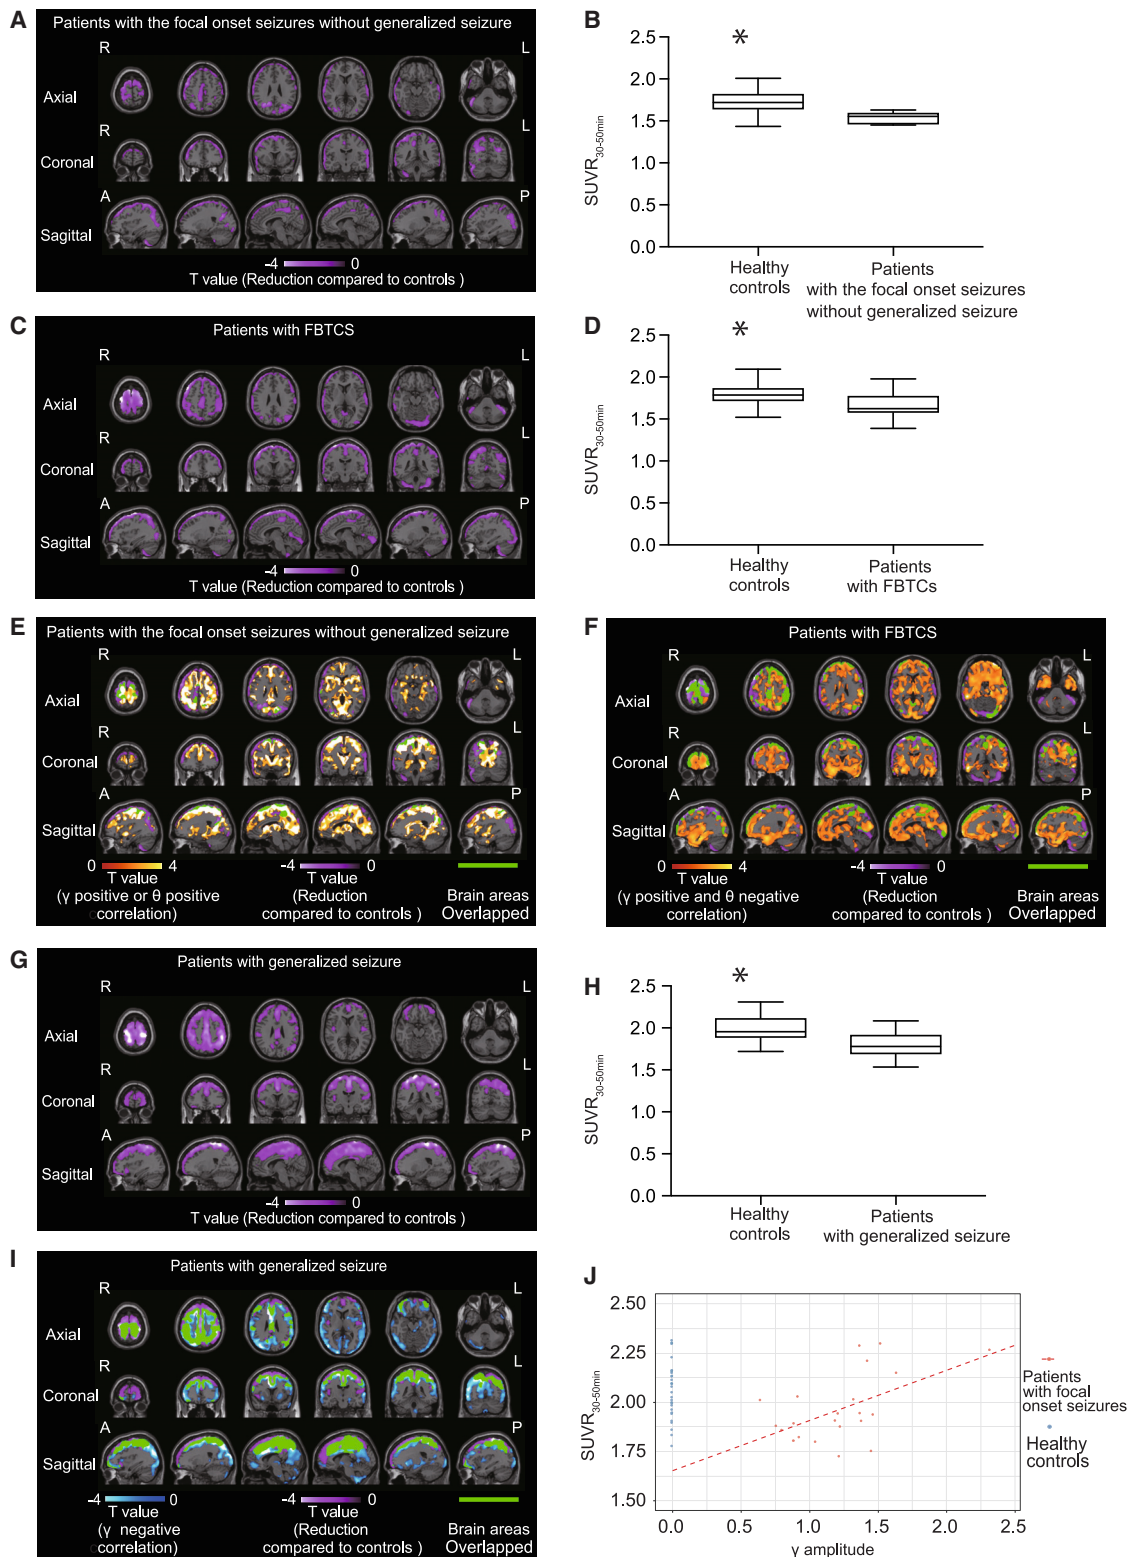 A
Patients with the focal onset seizures without generalized seizure
R
L
Axial
R
L
Coronal
A
P
Sagittal
-4 0
T value (Reduction compared to controls )
B
*
2.5
2.0
1.5
1.0
0.5
0.0
SUVR30-50min
Healthy
controls
Patients
with the focal onset seizures
without generalized seizure
C
Patients with FBTCS
R
L
Axial
R
L
Coronal
A
P
Sagittal
-4 0
T value (Reduction compared to controls )
D
*
2.5
2.0
1.5
1.0
0.5
0.0
SUVR30-50min
Healthy
controls
Patients
with FBTCs
E
Patients with the focal onset seizures without generalized seizure
R
L
Axial
R
L
Coronal
A
P
Sagittal
0 4
T value
(γ positive or θ positive
correlation)
-4 0
T value
(Reduction
compared to controls )
Brain areas
Overlapped
F
Patients with FBTCS
R
L
Axial
R
L
Coronal
A
P
Sagittal
0 4
T value
(γ positive and θ negative
correlation)
-4 0
T value
(Reduction
compared to controls )
Brain areas
Overlapped
G
Patients with generalized seizure
R
L
Axial
R
L
Coronal
A
P
Sagittal
-4 0
T value (Reduction compared to controls )
H
*
2.5
2.0
1.5
1.0
0.5
0.0
SUVR30-50min
Healthy
controls
Patients
with generalized seizure
I
Patients with generalized seizure
R
L
Axial
R
L
Coronal
A
P
Sagittal
-4 0
T value
(γ negative
correlation)
-4 0
T value
(Reduction
compared to controls )
Brain areas
Overlapped
J
2.50
2.25
2.00
1.75
1.50
SUVR30-50min
0.0 0.5 1.0 1.5 2.0 2.5
γ amplitude
Patients
with focal
onset seizures
Healthy
controls